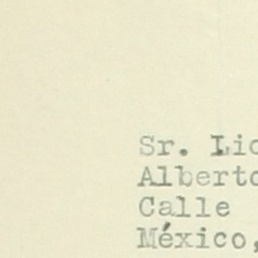 Sr. Lic
Alberto
Calle
México,